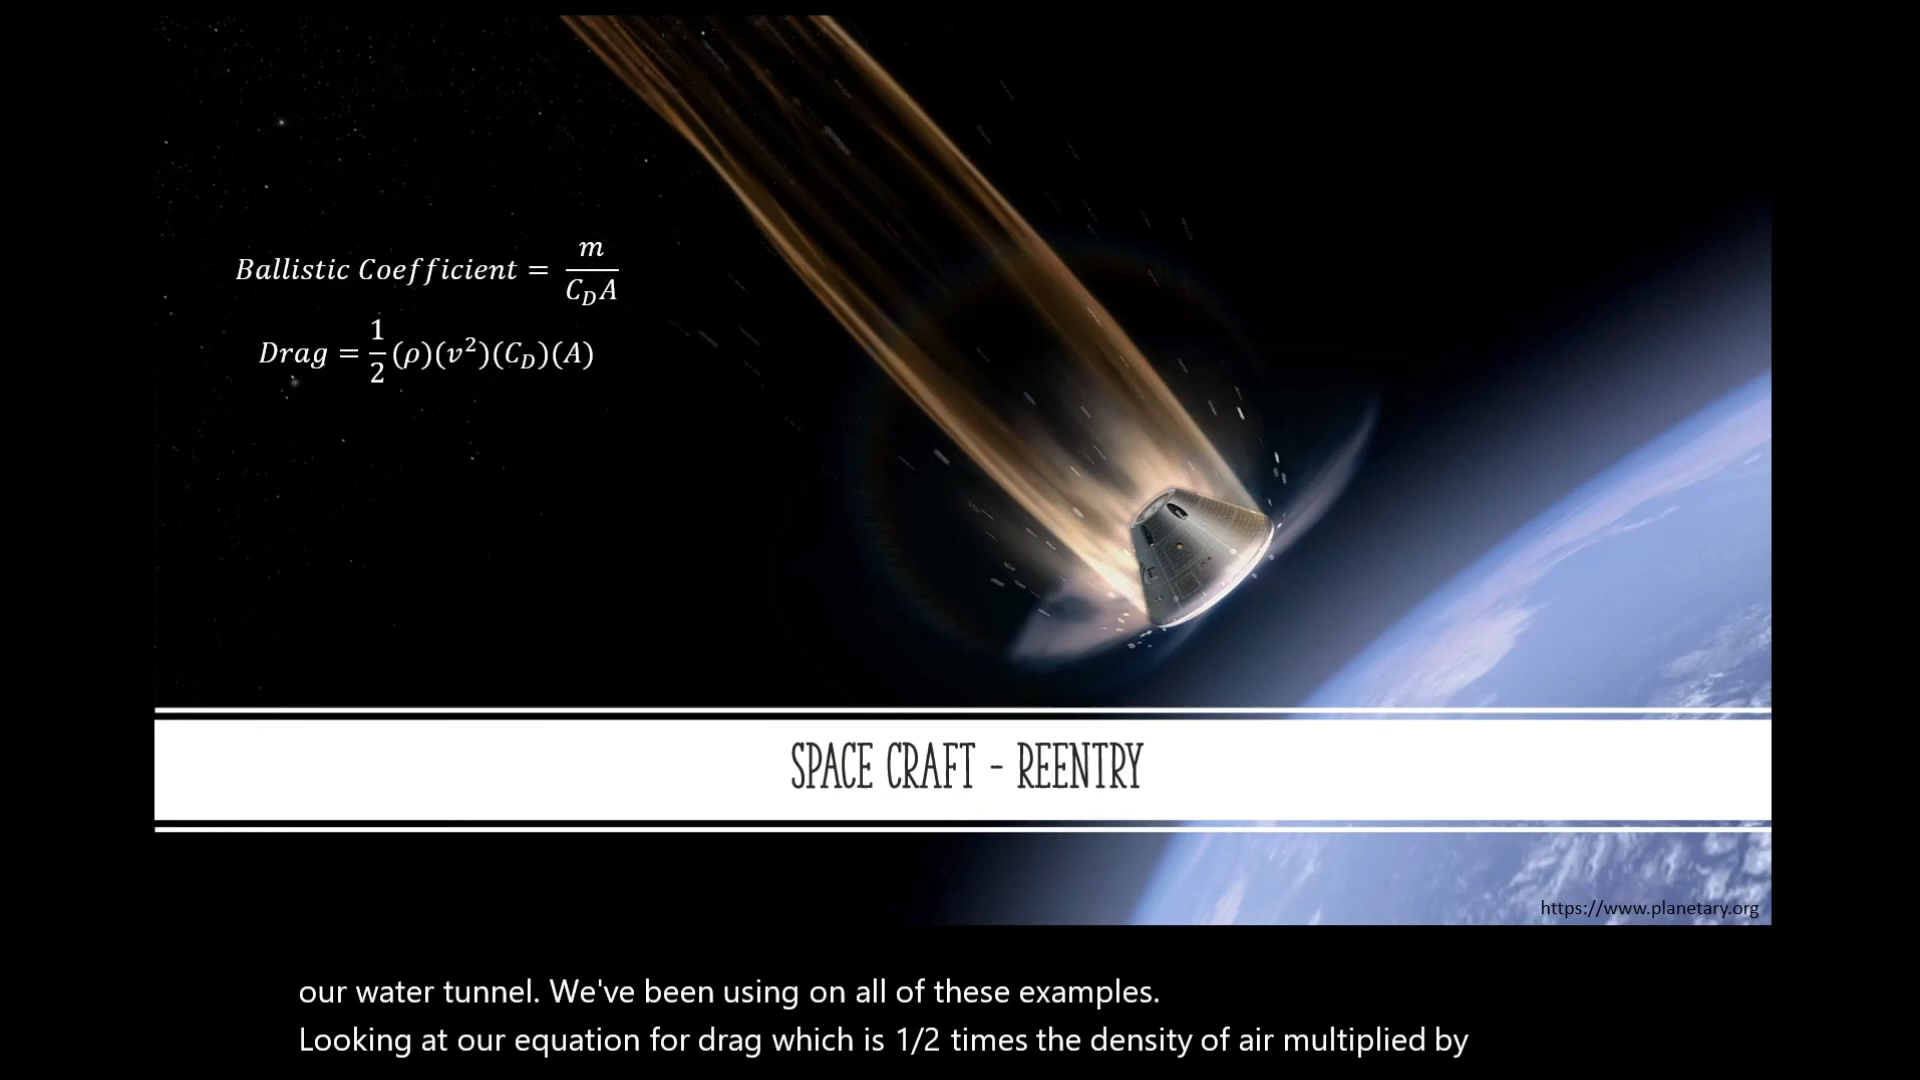 Ballistic Coefficient = m / C_D A
Drag = 1/2 (ρ)(v²)(C_D)(A)
SPACE CRAFT - REENTRY
https://www.planetary.org
our water tunnel. We've been using on all of these examples.
Looking at our equation for drag which is 1/2 times the density of air multiplied by